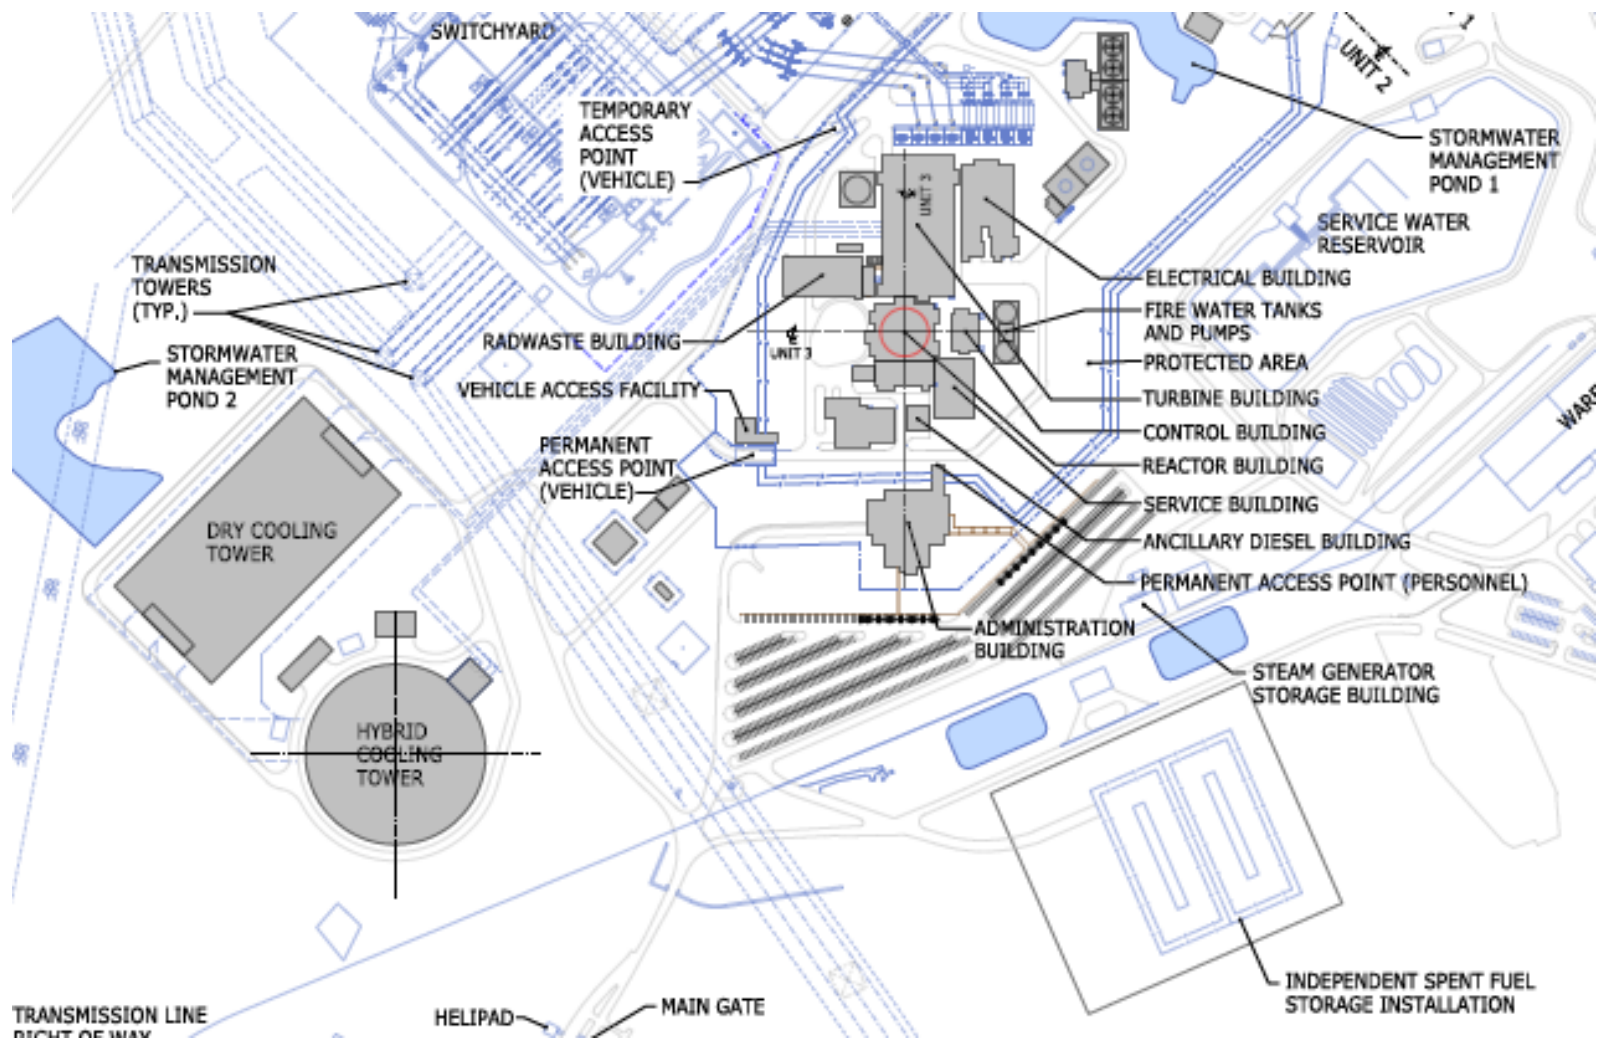 SWITCHYARD
UNIT 2
TEMPORARY
ACCESS
POINT
(VEHICLE)
STORMWATER
MANAGEMENT
POND 1
UNIT 3
SERVICE WATER
RESERVOIR
TRANSMISSION
TOWERS
(TYP.)
ELECTRICAL BUILDING
FIRE WATER TANKS
AND PUMPS
RADWASTE BUILDING
UNIT 3
STORMWATER
MANAGEMENT
POND 2
PROTECTED AREA
VEHICLE ACCESS FACILITY
TURBINE BUILDING
CONTROL BUILDING
PERMANENT
ACCESS POINT
(VEHICLE)
REACTOR BUILDING
SERVICE BUILDING
DRY COOLING
TOWER
ANCILLARY DIESEL BUILDING
PERMANENT ACCESS POINT (PERSONNEL)
ADMINISTRATION
BUILDING
STEAM GENERATOR
STORAGE BUILDING
HYBRID
COOLING
TOWER
INDEPENDENT SPENT FUEL
STORAGE INSTALLATION
TRANSMISSION LINE
RIGHT OF WAY
HELIPAD
MAIN GATE